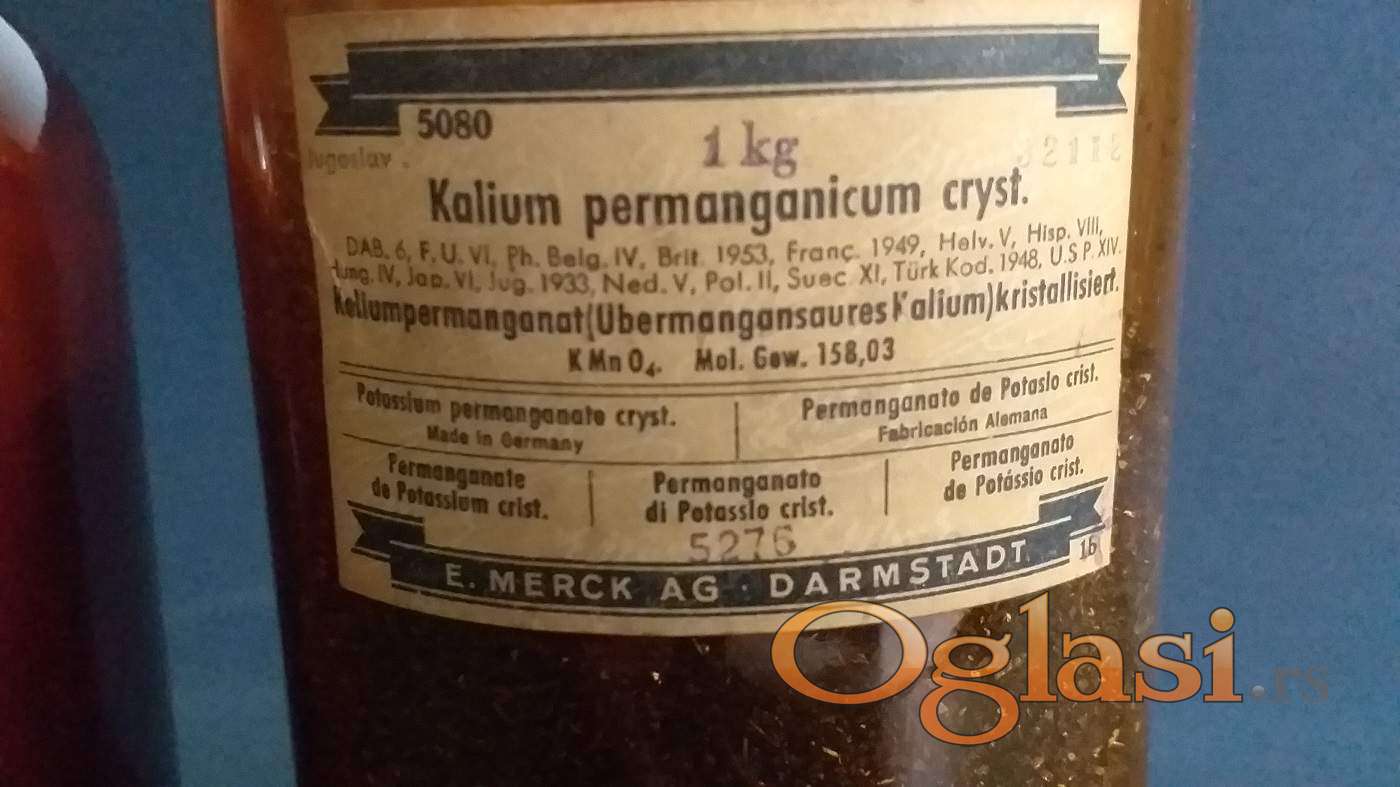 5080
1 kg
Jugoslav.
Kalium permanganicum cryst.
DAB. 6, F. U. VI, Ph. Belg. IV, Brit. 1953, Franç. 1949, Helv. V, Hisp. VIII,
Hung. IV, Jap. VI, Jug. 1933, Ned. V, Pol. II, Suec XI, Türk Kod. 1948, U.S P. XIV.
Kaliumpermanganat (Übermangansaures Kalium) kristallisiert.
K Mn O4. Mol. Gew. 158,03
Potassium permanganate cryst.
Made in Germany
Permanganato de Potasio crist.
Fabricación Alemana
Permanganate
de Potassium crist.
Permanganato
di Potassio crist.
Permanganato
de Potássio crist.
5276
E. MERCK AG · DARMSTADT
16
Oglasi.rs